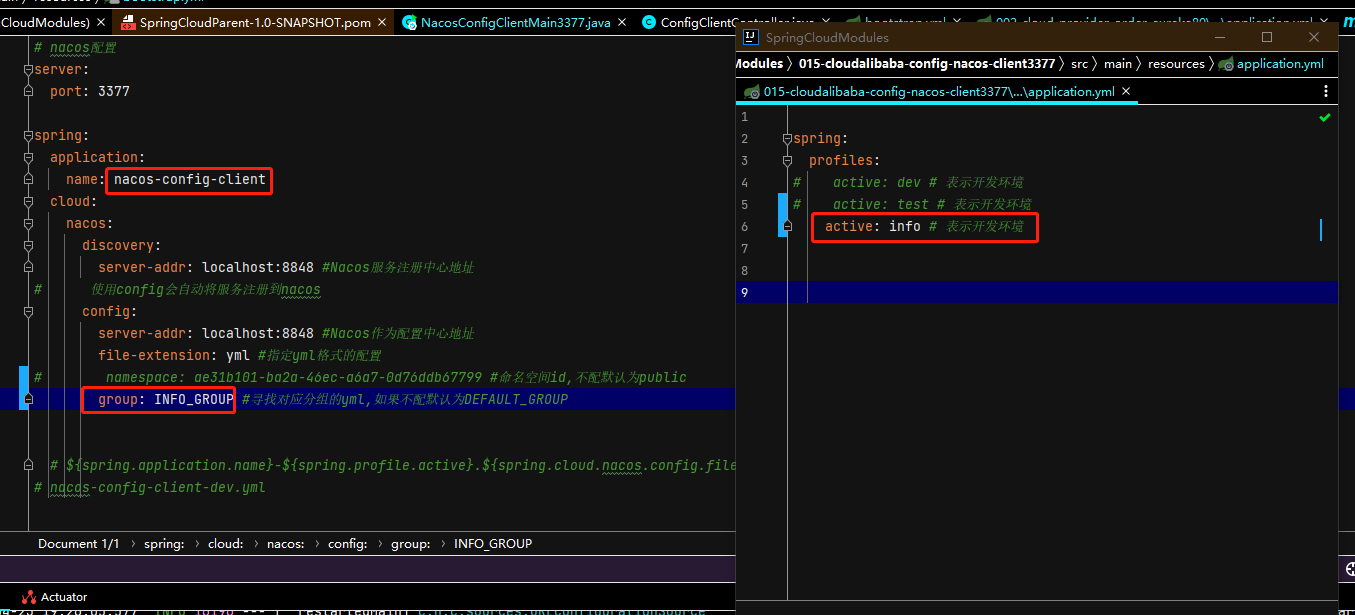 CloudModules)
SpringCloudParent-1.0-SNAPSHOT.pom
NacosConfigClientMain3377.java
# nacos配置
server:
port: 3377
spring:
application:
name: nacos-config-client
cloud:
nacos:
discovery:
server-addr: localhost:8848 #Nacos服务注册中心地址
# 使用config会自动将服务注册到nacos
config:
server-addr: localhost:8848 #Nacos作为配置中心地址
file-extension: yml #指定yml格式的配置
# namespace: ae31b101-ba2a-46ec-a6a7-0d76ddb67799 #命名空间id,不配默认为public
group: INFO_GROUP #寻找对应分组的yml,如果不配默认为DEFAULT_GROUP
# ${spring.application.name}-${spring.profile.active}.${spring.cloud.nacos.config.file
# nacos-config-client-dev.yml
Document 1/1 › spring: › cloud: › nacos: › config: › group: › INFO_GROUP
Actuator
SpringCloudModules
Modules › 015-cloudalibaba-config-nacos-client3377 › src › main › resources › application.yml
015-cloudalibaba-config-nacos-client3377\...\application.yml
1
2 spring:
3 profiles:
4 # active: dev # 表示开发环境
5 # active: test # 表示开发环境
6 active: info # 表示开发环境
7
8
9